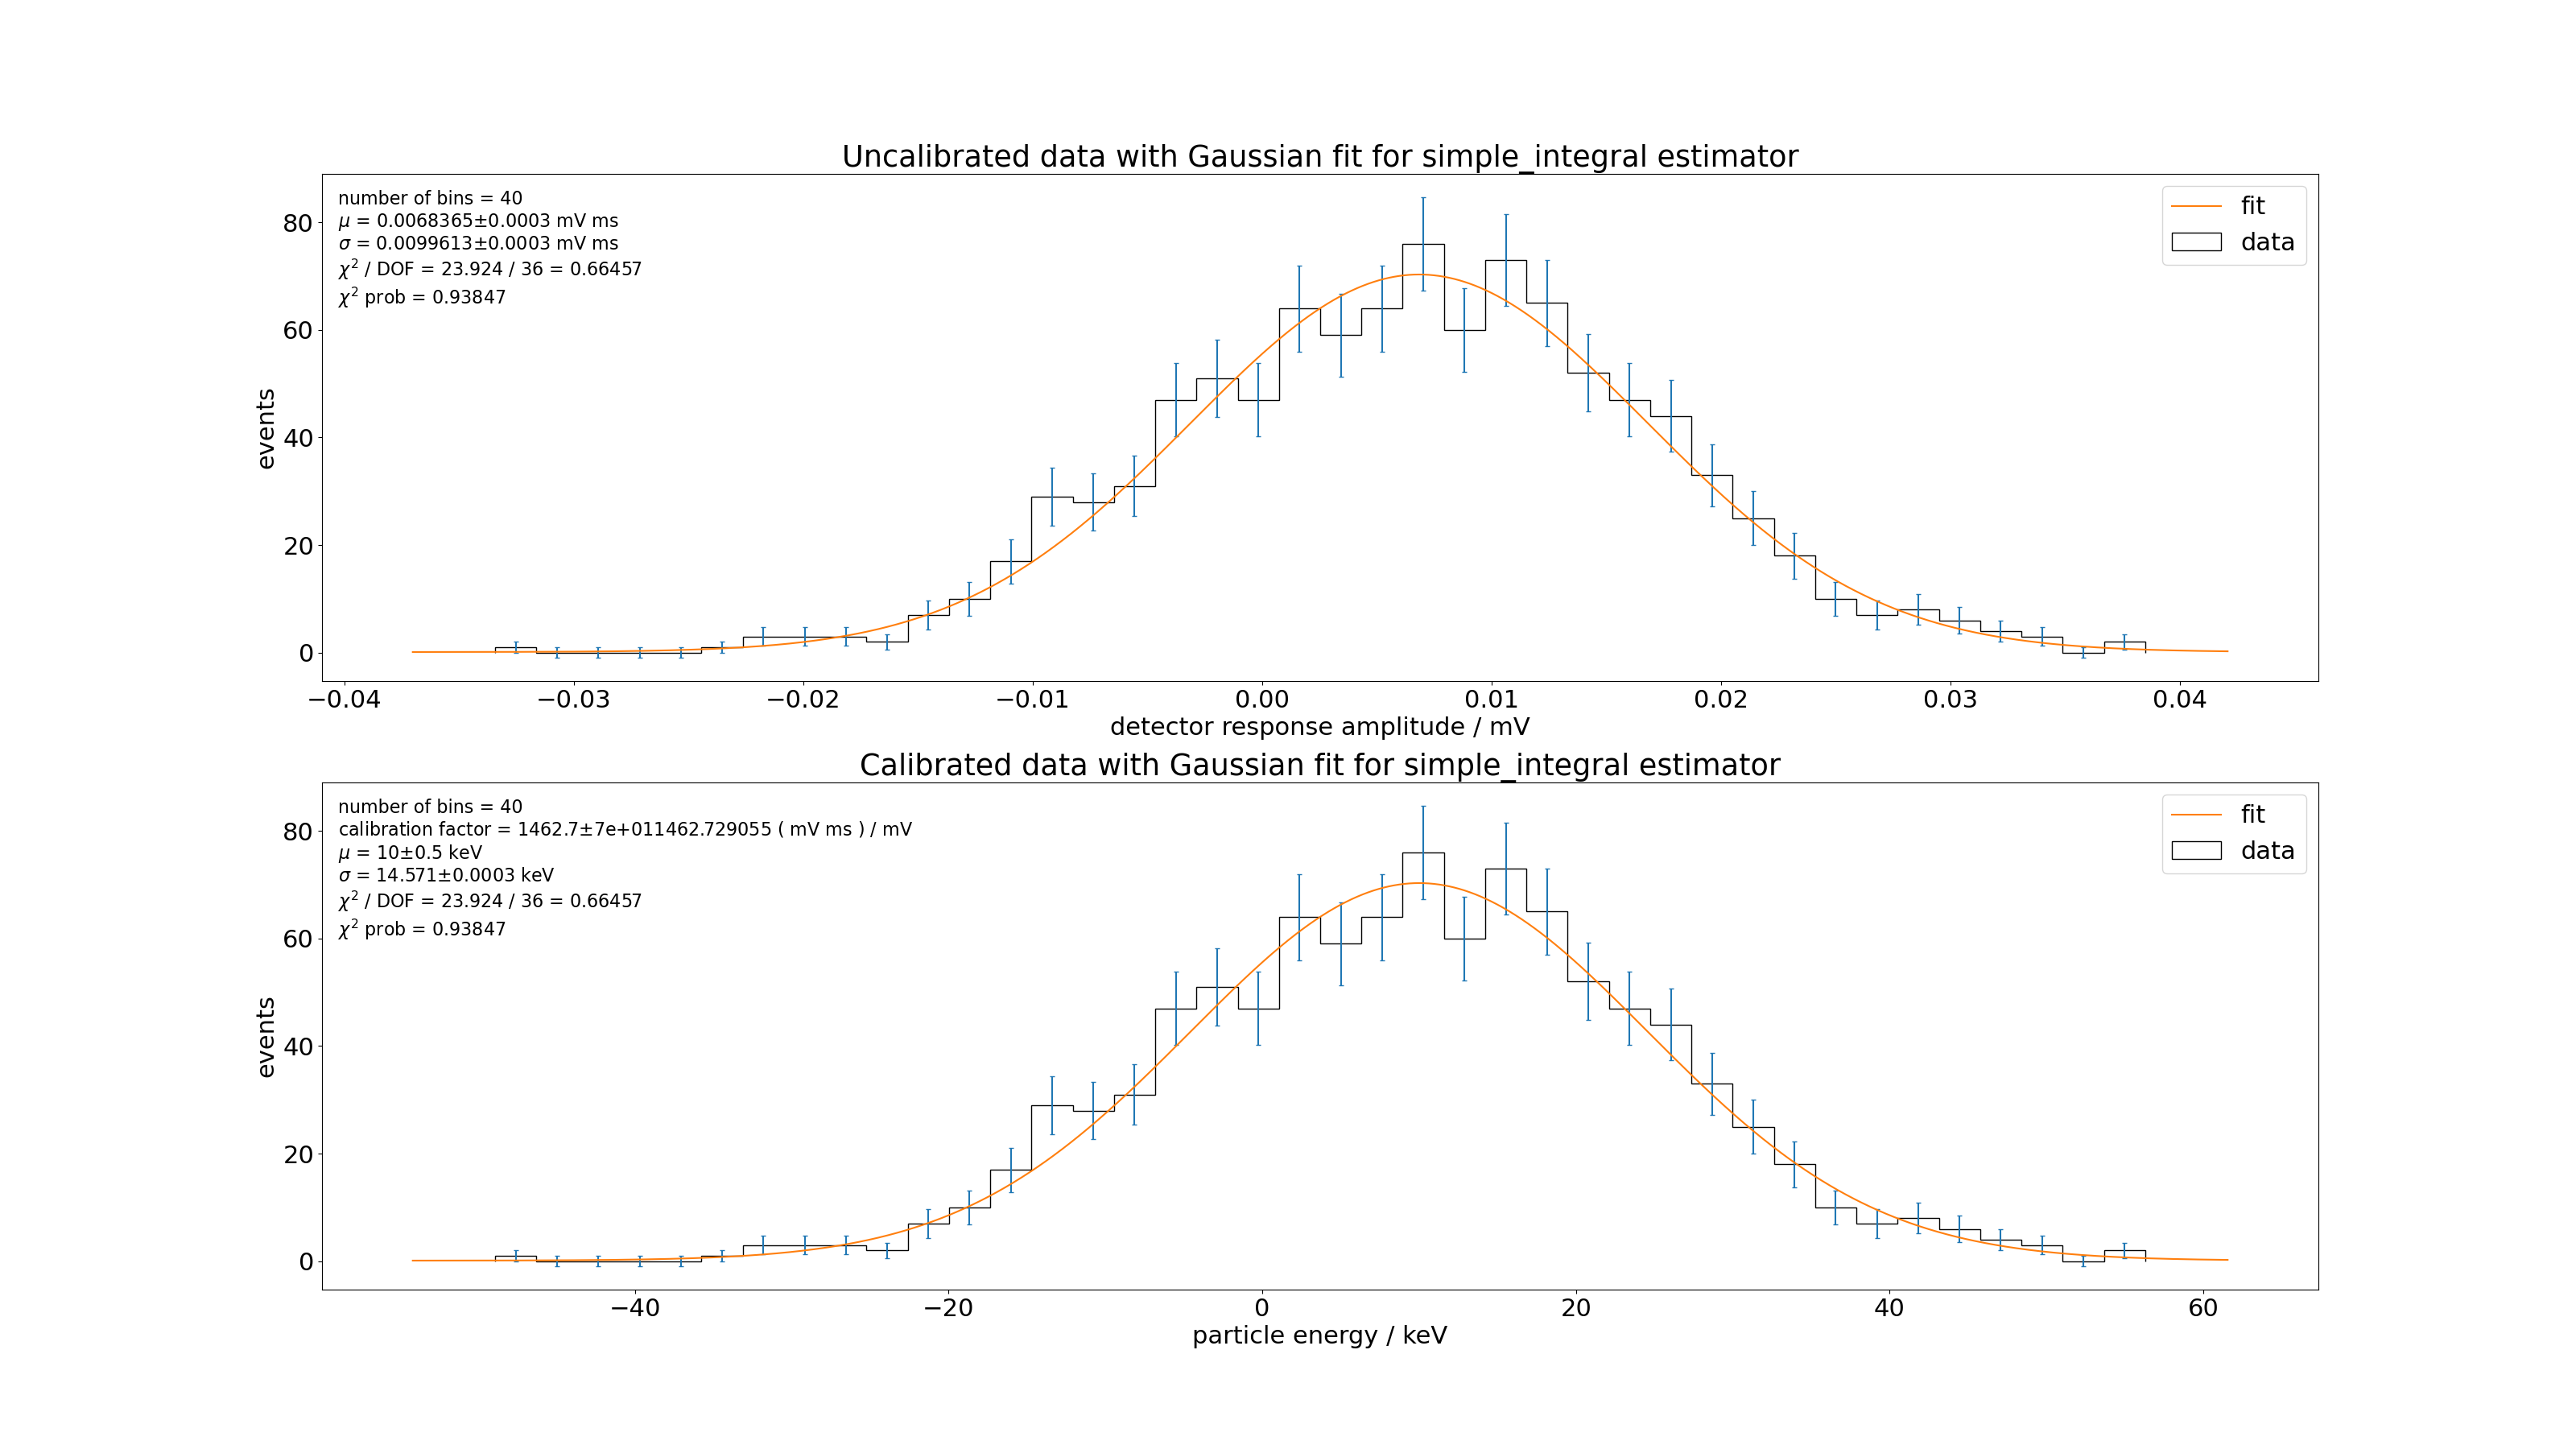 Uncalibrated data with Gaussian fit for simple_integral estimator
number of bins = 40
μ = 0.0068365±0.0003 mV ms
σ = 0.0099613±0.0003 mV ms
χ² / DOF = 23.924 / 36 = 0.66457
χ² prob = 0.93847
fit
data
events
80
60
40
20
0
−0.04 −0.03 −0.02 −0.01 0.00 0.01 0.02 0.03 0.04
detector response amplitude / mV
Calibrated data with Gaussian fit for simple_integral estimator
number of bins = 40
calibration factor = 1462.7±7e+011462.729055 ( mV ms ) / mV
μ = 10±0.5 keV
σ = 14.571±0.0003 keV
χ² / DOF = 23.924 / 36 = 0.66457
χ² prob = 0.93847
fit
data
events
80
60
40
20
0
−40 −20 0 20 40 60
particle energy / keV